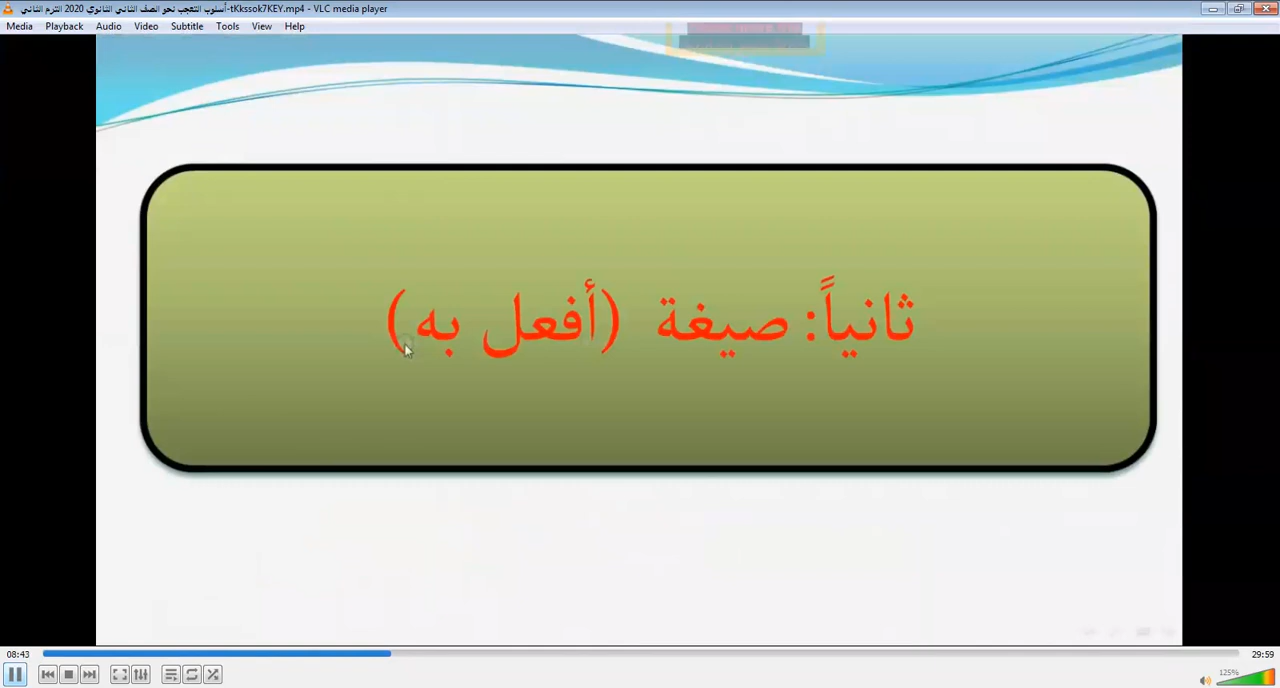 أسلوب التعجب نحو الصف الثاني الثانوي 2020 الترم الثاني-tKkssok7KEY.mp4 - VLC media player
Media Playback Audio Video Subtitle Tools View Help
ثانياً: صيغة (أفعل به)
08:43
29:59
125%